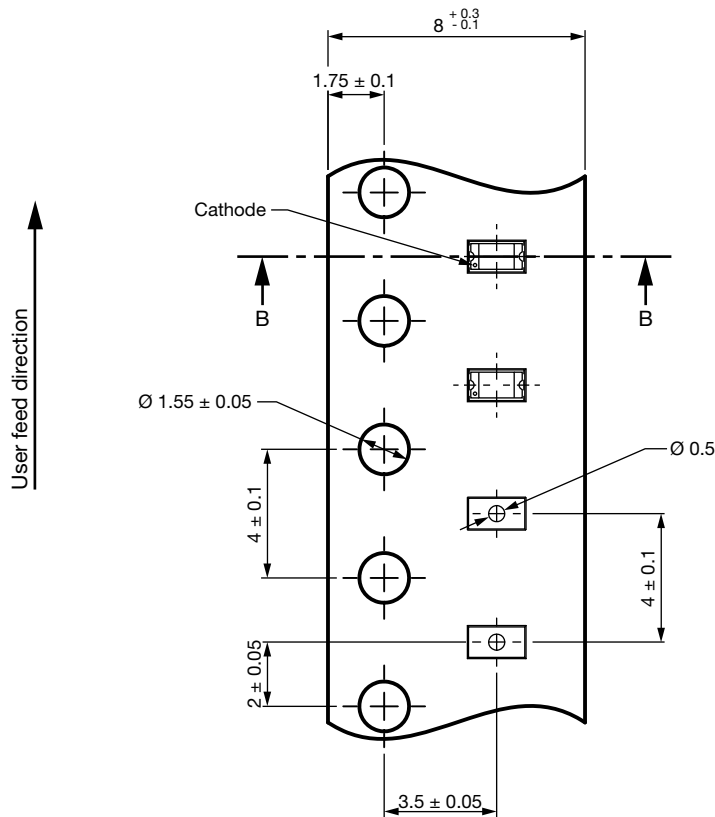 8 + 0.3 - 0.1
1.75 ± 0.1
Cathode
B
B
User feed direction
Ø 1.55 ± 0.05
Ø 0.5
4 ± 0.1
4 ± 0.1
2 ± 0.05
3.5 ± 0.05